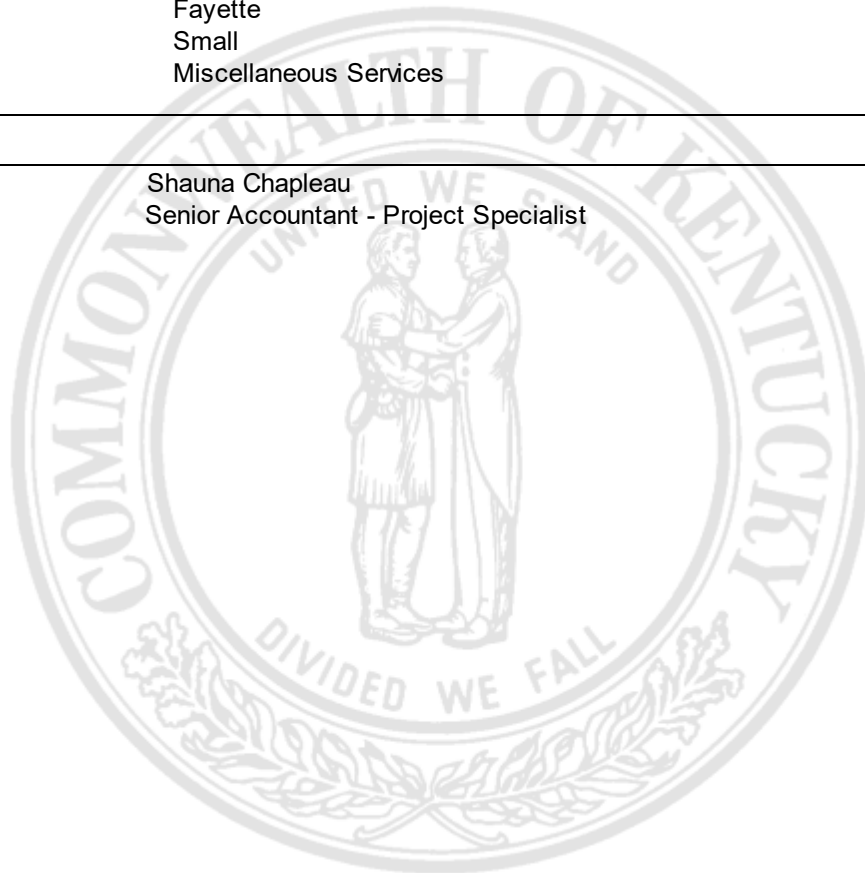 Fayette
Small
Miscellaneous Services
Shauna Chapleau
Senior Accountant - Project Specialist
COMMONWEALTH OF KENTUCKY
UNITED WE STAND
DIVIDED WE FALL